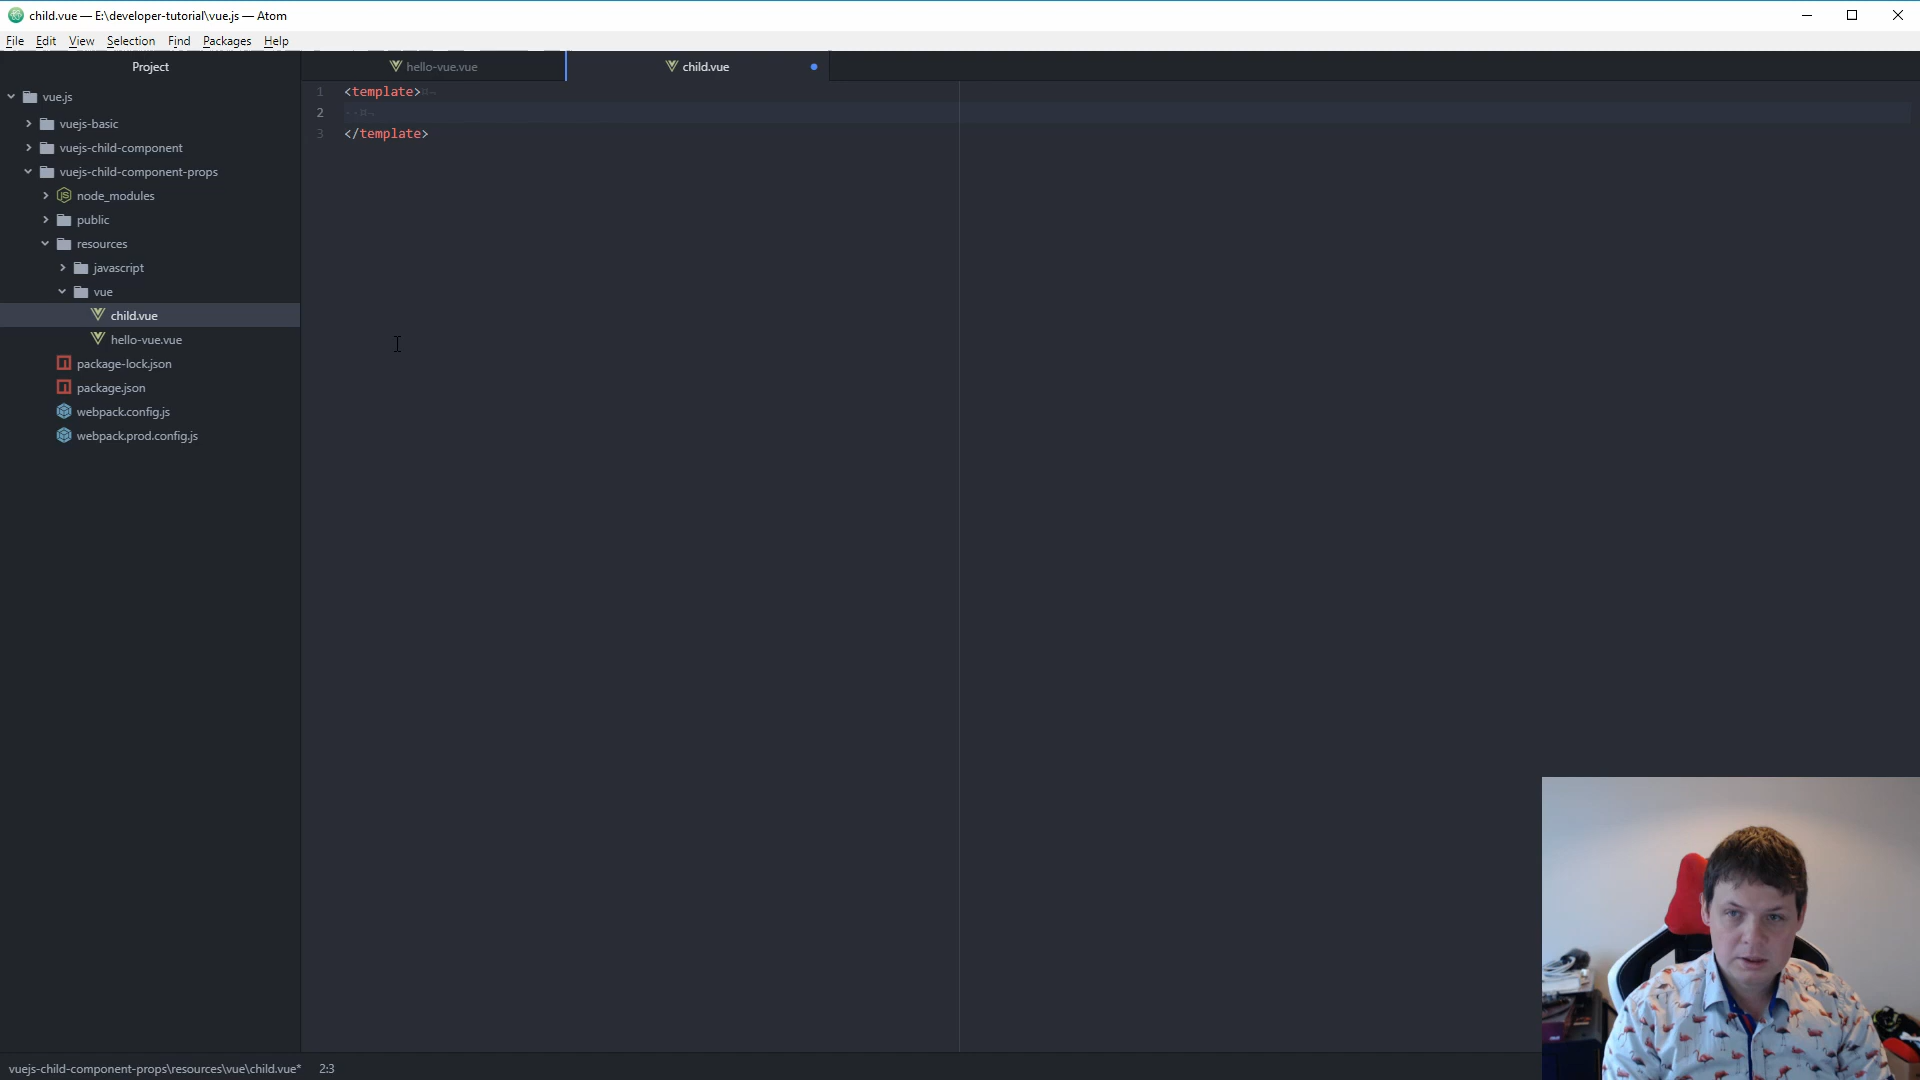 child.vue — E:\developer-tutorial\vue.js — Atom
File Edit View Selection Find Packages Help
Project
hello-vue.vue
child.vue
vue.js
vuejs-basic
vuejs-child-component
vuejs-child-component-props
node_modules
public
resources
javascript
vue
child.vue
hello-vue.vue
package-lock.json
package.json
webpack.config.js
webpack.prod.config.js
1 <template>
2
3 </template>
vuejs-child-component-props\resources\vue\child.vue* 2:3